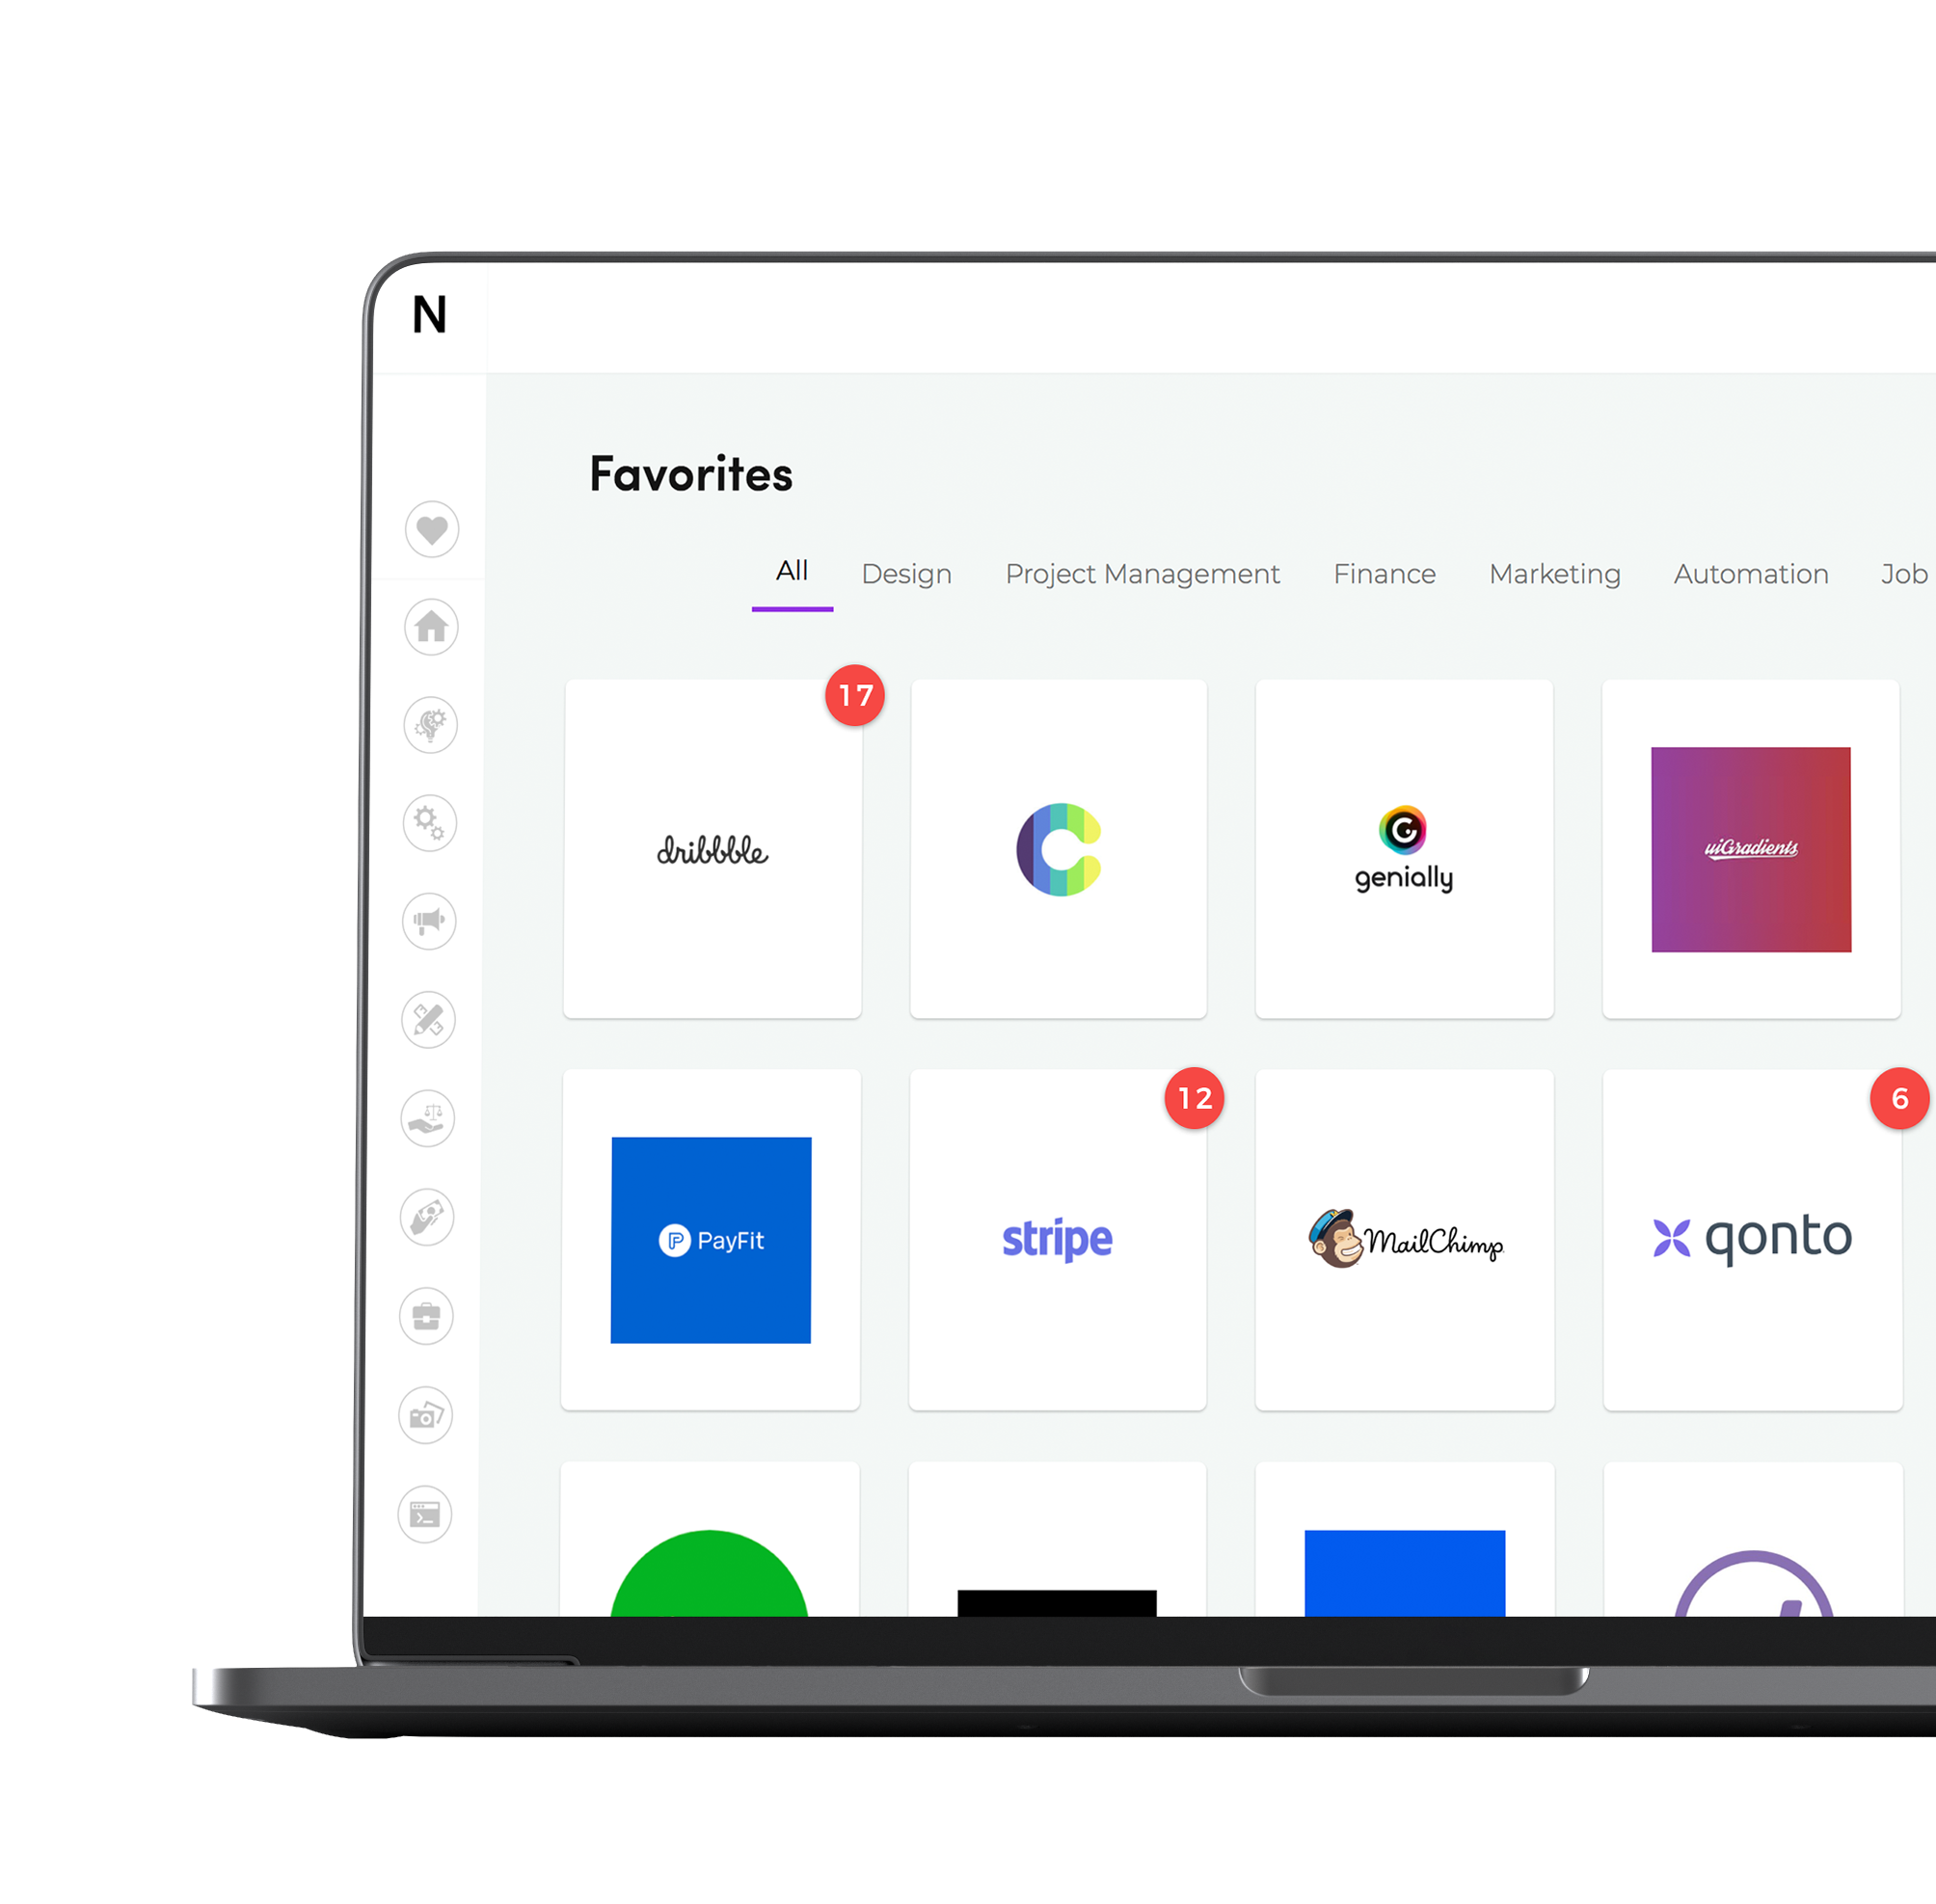 N
Favorites
All Design Project Management Finance Marketing Automation Job
17
dribbble
genially
uiGradients
12
6
PayFit
stripe
MailChimp
qonto